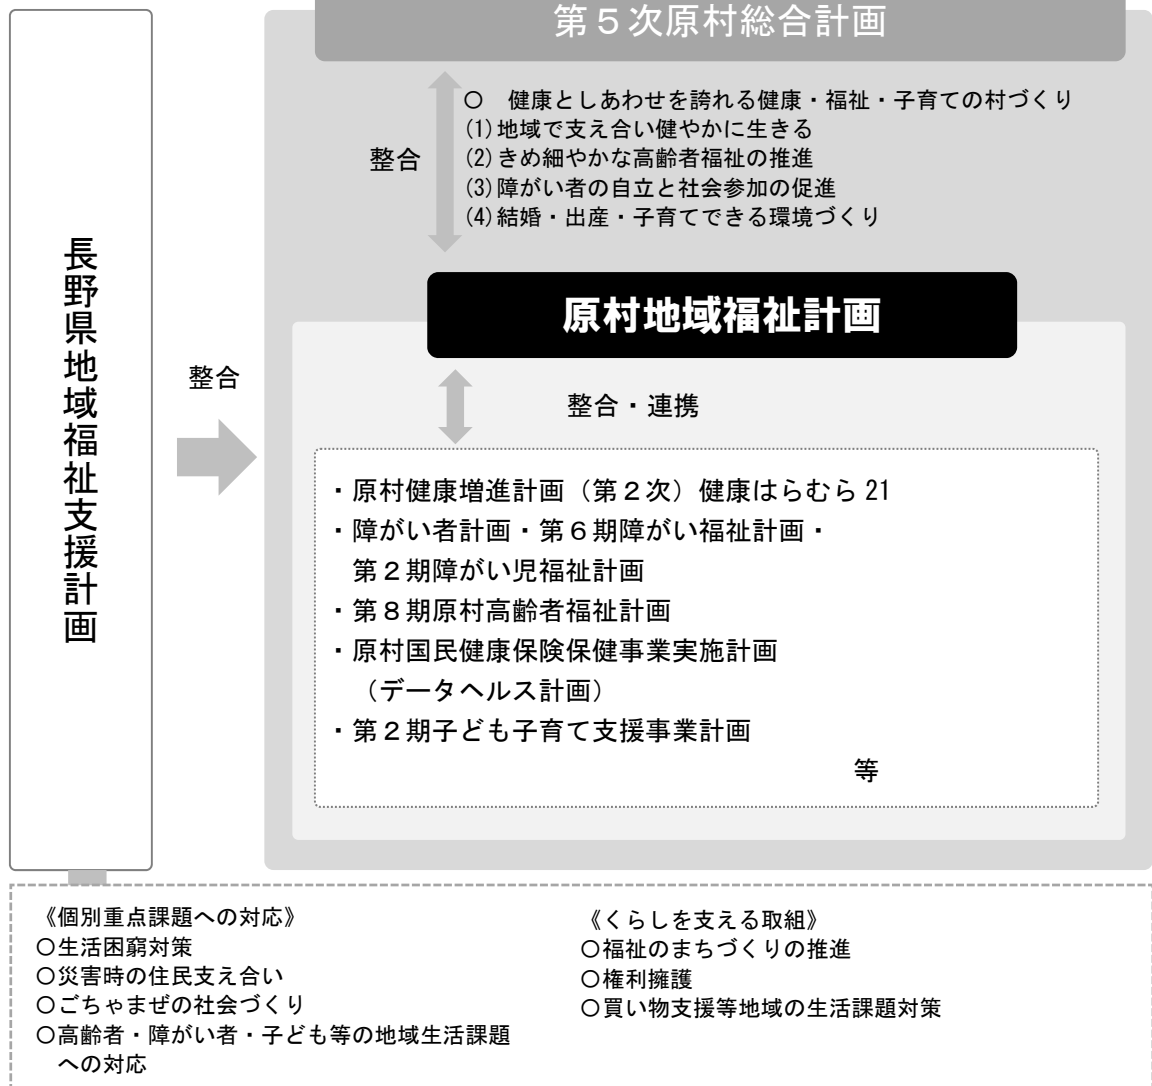 第５次原村総合計画
○　健康としあわせを誇れる健康・福祉・子育ての村づくり
(1)地域で支え合い健やかに生きる
(2)きめ細やかな高齢者福祉の推進
(3)障がい者の自立と社会参加の促進
(4)結婚・出産・子育てできる環境づくり
整合
長野県地域福祉支援計画
整合
原村地域福祉計画
整合・連携
・原村健康増進計画（第２次）健康はらむら 21
・障がい者計画・第６期障がい福祉計画・
第２期障がい児福祉計画
・第８期原村高齢者福祉計画
・原村国民健康保険保健事業実施計画
（データヘルス計画）
・第２期子ども子育て支援事業計画
等
《個別重点課題への対応》
○生活困窮対策
○災害時の住民支え合い
○ごちゃまぜの社会づくり
○高齢者・障がい者・子ども等の地域生活課題
への対応
《くらしを支える取組》
○福祉のまちづくりの推進
○権利擁護
○買い物支援等地域の生活課題対策